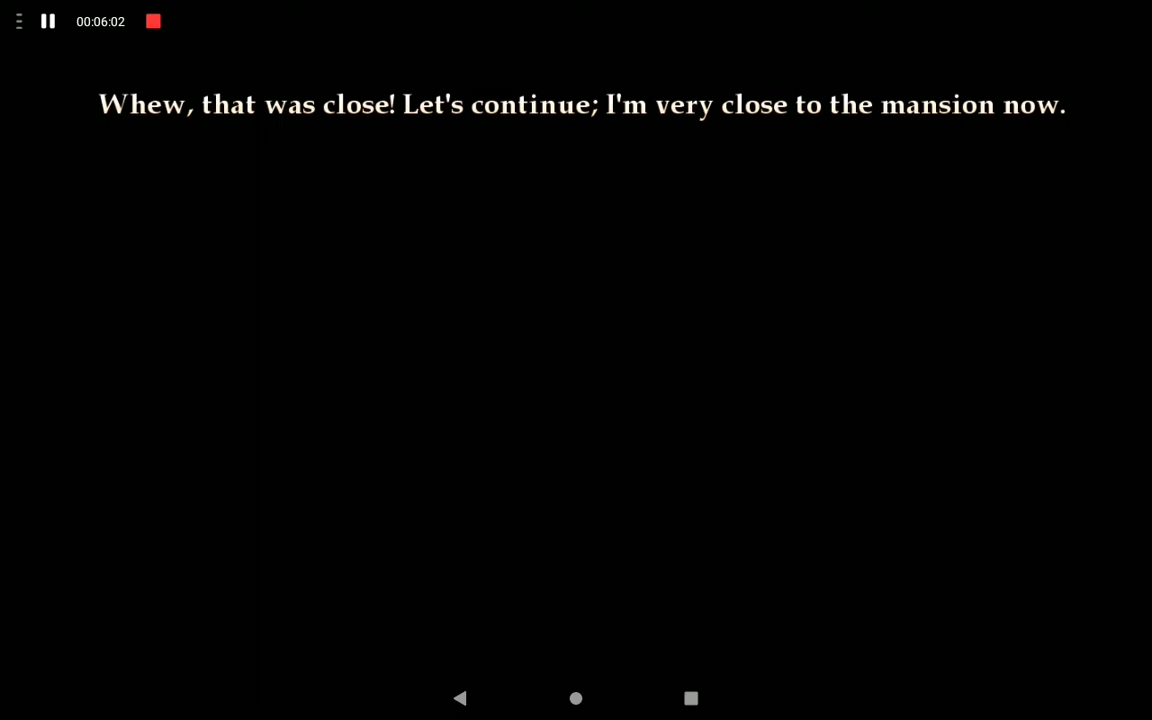 00:06:02
Whew, that was close! Let's continue; I'm very close to the mansion now.